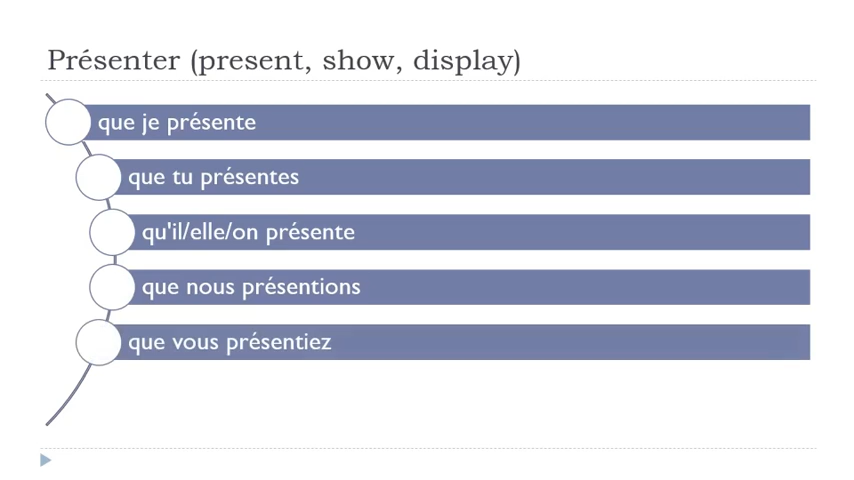 Présenter (present, show, display)
que je présente
que tu présentes
qu'il/elle/on présente
que nous présentions
que vous présentiez